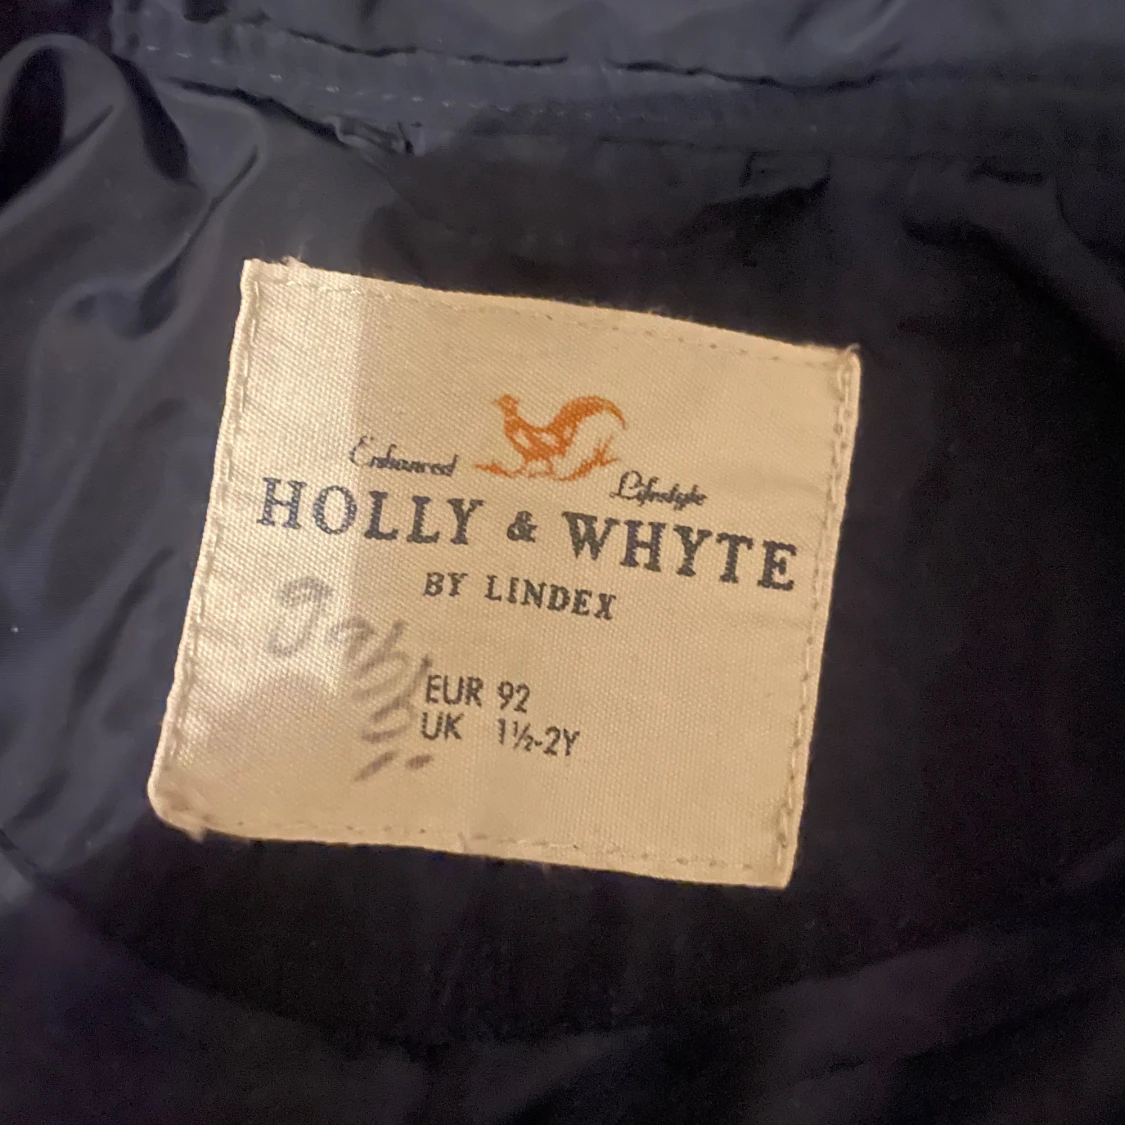 Enhanced Lifestyle
HOLLY & WHYTE
BY LINDEX
EUR 92
UK 1½-2Y